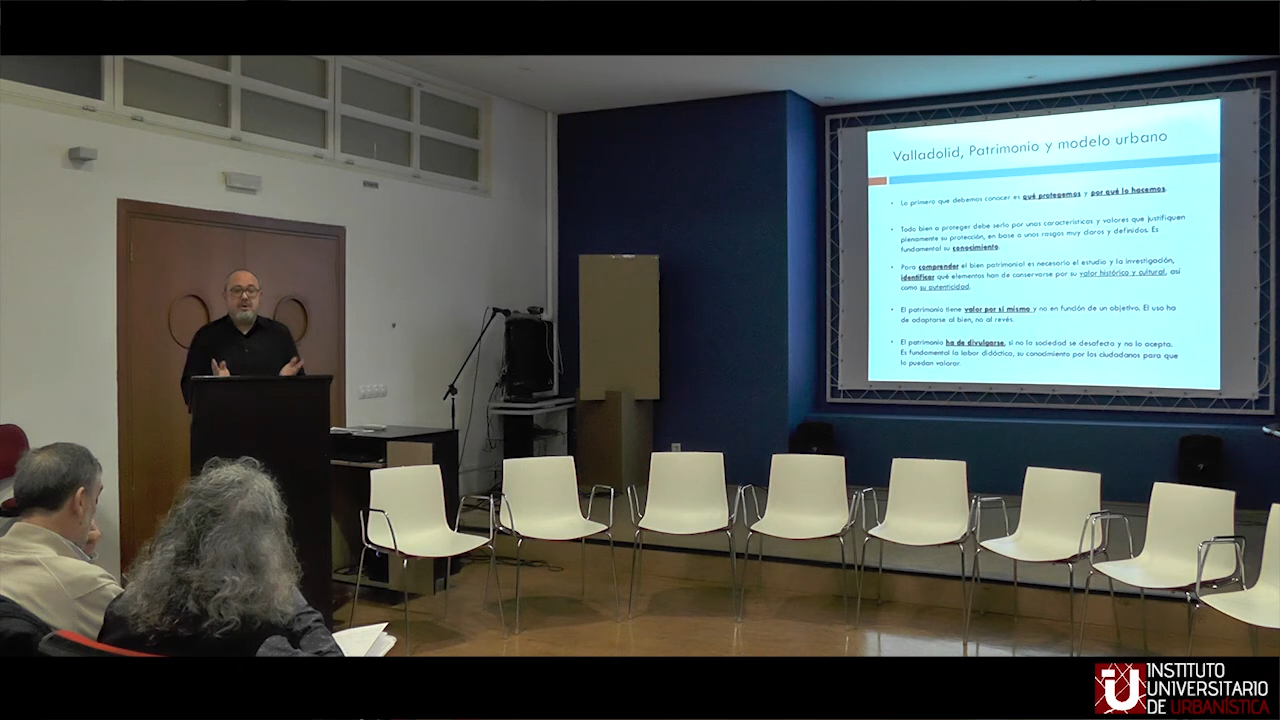 Valladolid, Patrimonio y modelo urbano
• Lo primero que debemos conocer es qué protegemos y por qué lo hacemos.
• Todo bien a proteger debe serlo por unas características y valores que justifiquen
plenamente su protección, en base a unos rasgos muy claros y definidos. Es
fundamental su conocimiento.
• Para comprender el bien patrimonial es necesario el estudio y la investigación,
identificar qué elementos han de conservarse por su valor histórico y cultural, así
como su autenticidad.
• El patrimonio tiene valor por sí mismo y no en función de un objetivo. El uso ha
de adaptarse al bien, no al revés.
• El patrimonio ha de divulgarse, si no la sociedad se desafecta y no lo acepta.
Es fundamental la labor didáctica, su conocimiento por los ciudadanos para que
lo puedan valorar.
iU INSTITUTO
UNIVERSITARIO
DE URBANÍSTICA